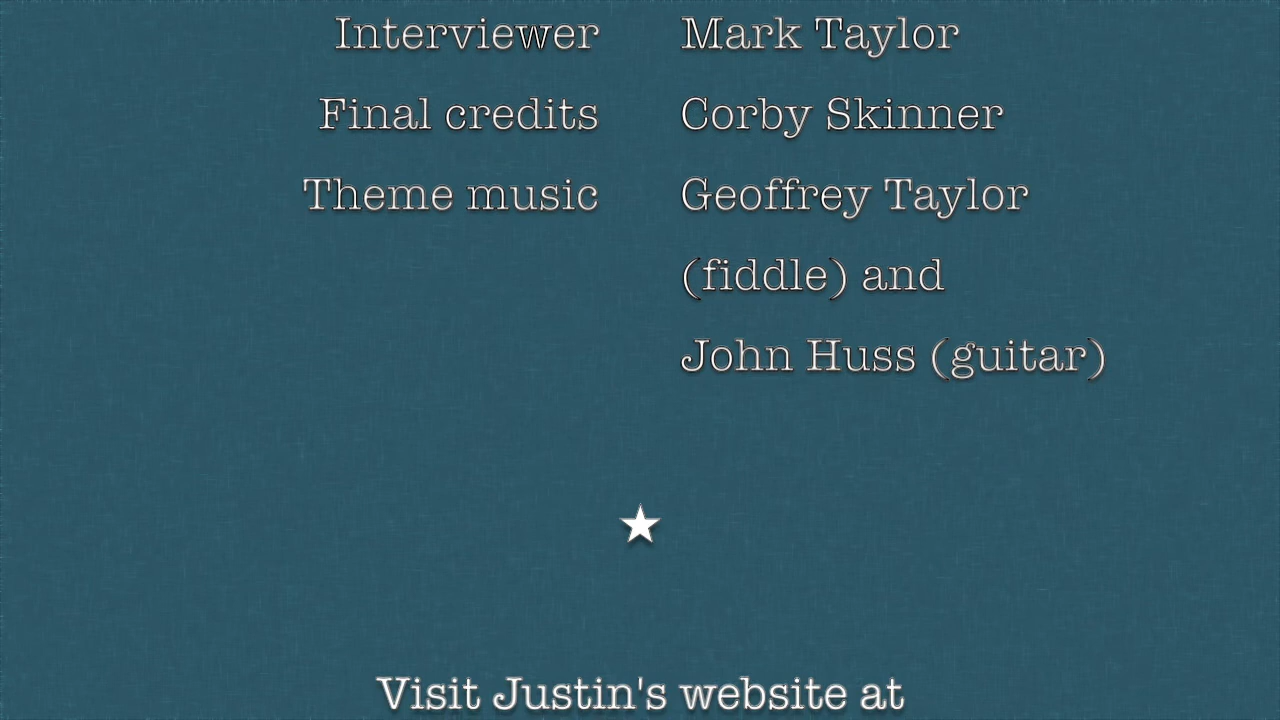 Interviewer Mark Taylor
Final credits Corby Skinner
Theme music Geoffrey Taylor
(fiddle) and
John Huss (guitar)
Visit Justin's website at